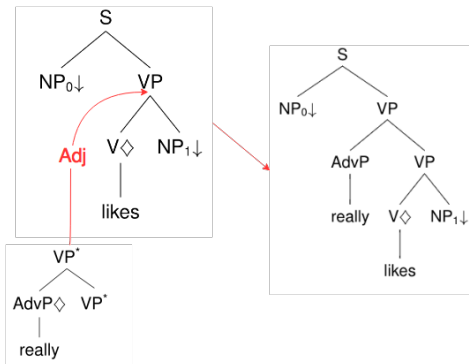 S
NP₀↓ VP
Adj
V◇ NP₁↓
likes
VP*
AdvP◇ VP*
really
S
NP₀↓ VP
AdvP VP
really V◇ NP₁↓
likes